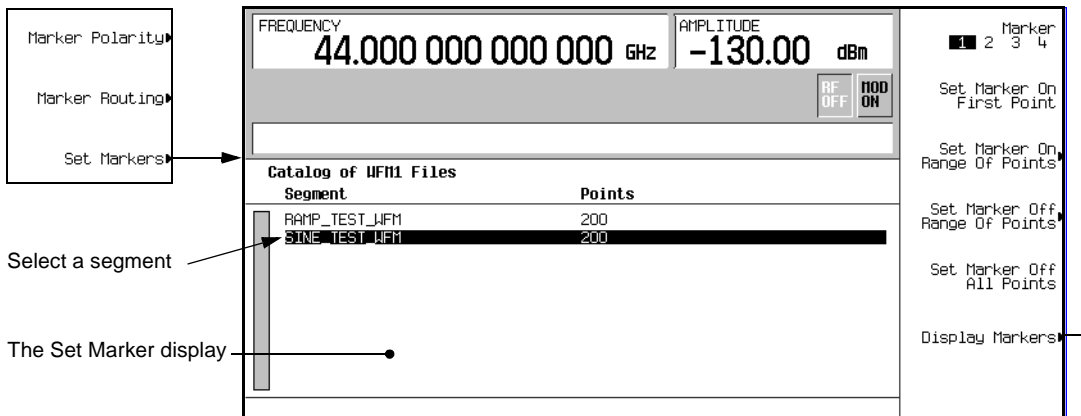 Marker Polarity
Marker Routing
Set Markers
Select a segment
The Set Marker display
FREQUENCY
44.000 000 000 000 GHz
AMPLITUDE
-130.00 dBm
RF OFF
MOD ON
Catalog of WFM1 Files
Segment Points
RAMP_TEST_WFM 200
SINE_TEST_WFM 200
Marker
1 2 3 4
Set Marker On
First Point
Set Marker On
Range Of Points
Set Marker Off
Range Of Points
Set Marker Off
All Points
Display Markers